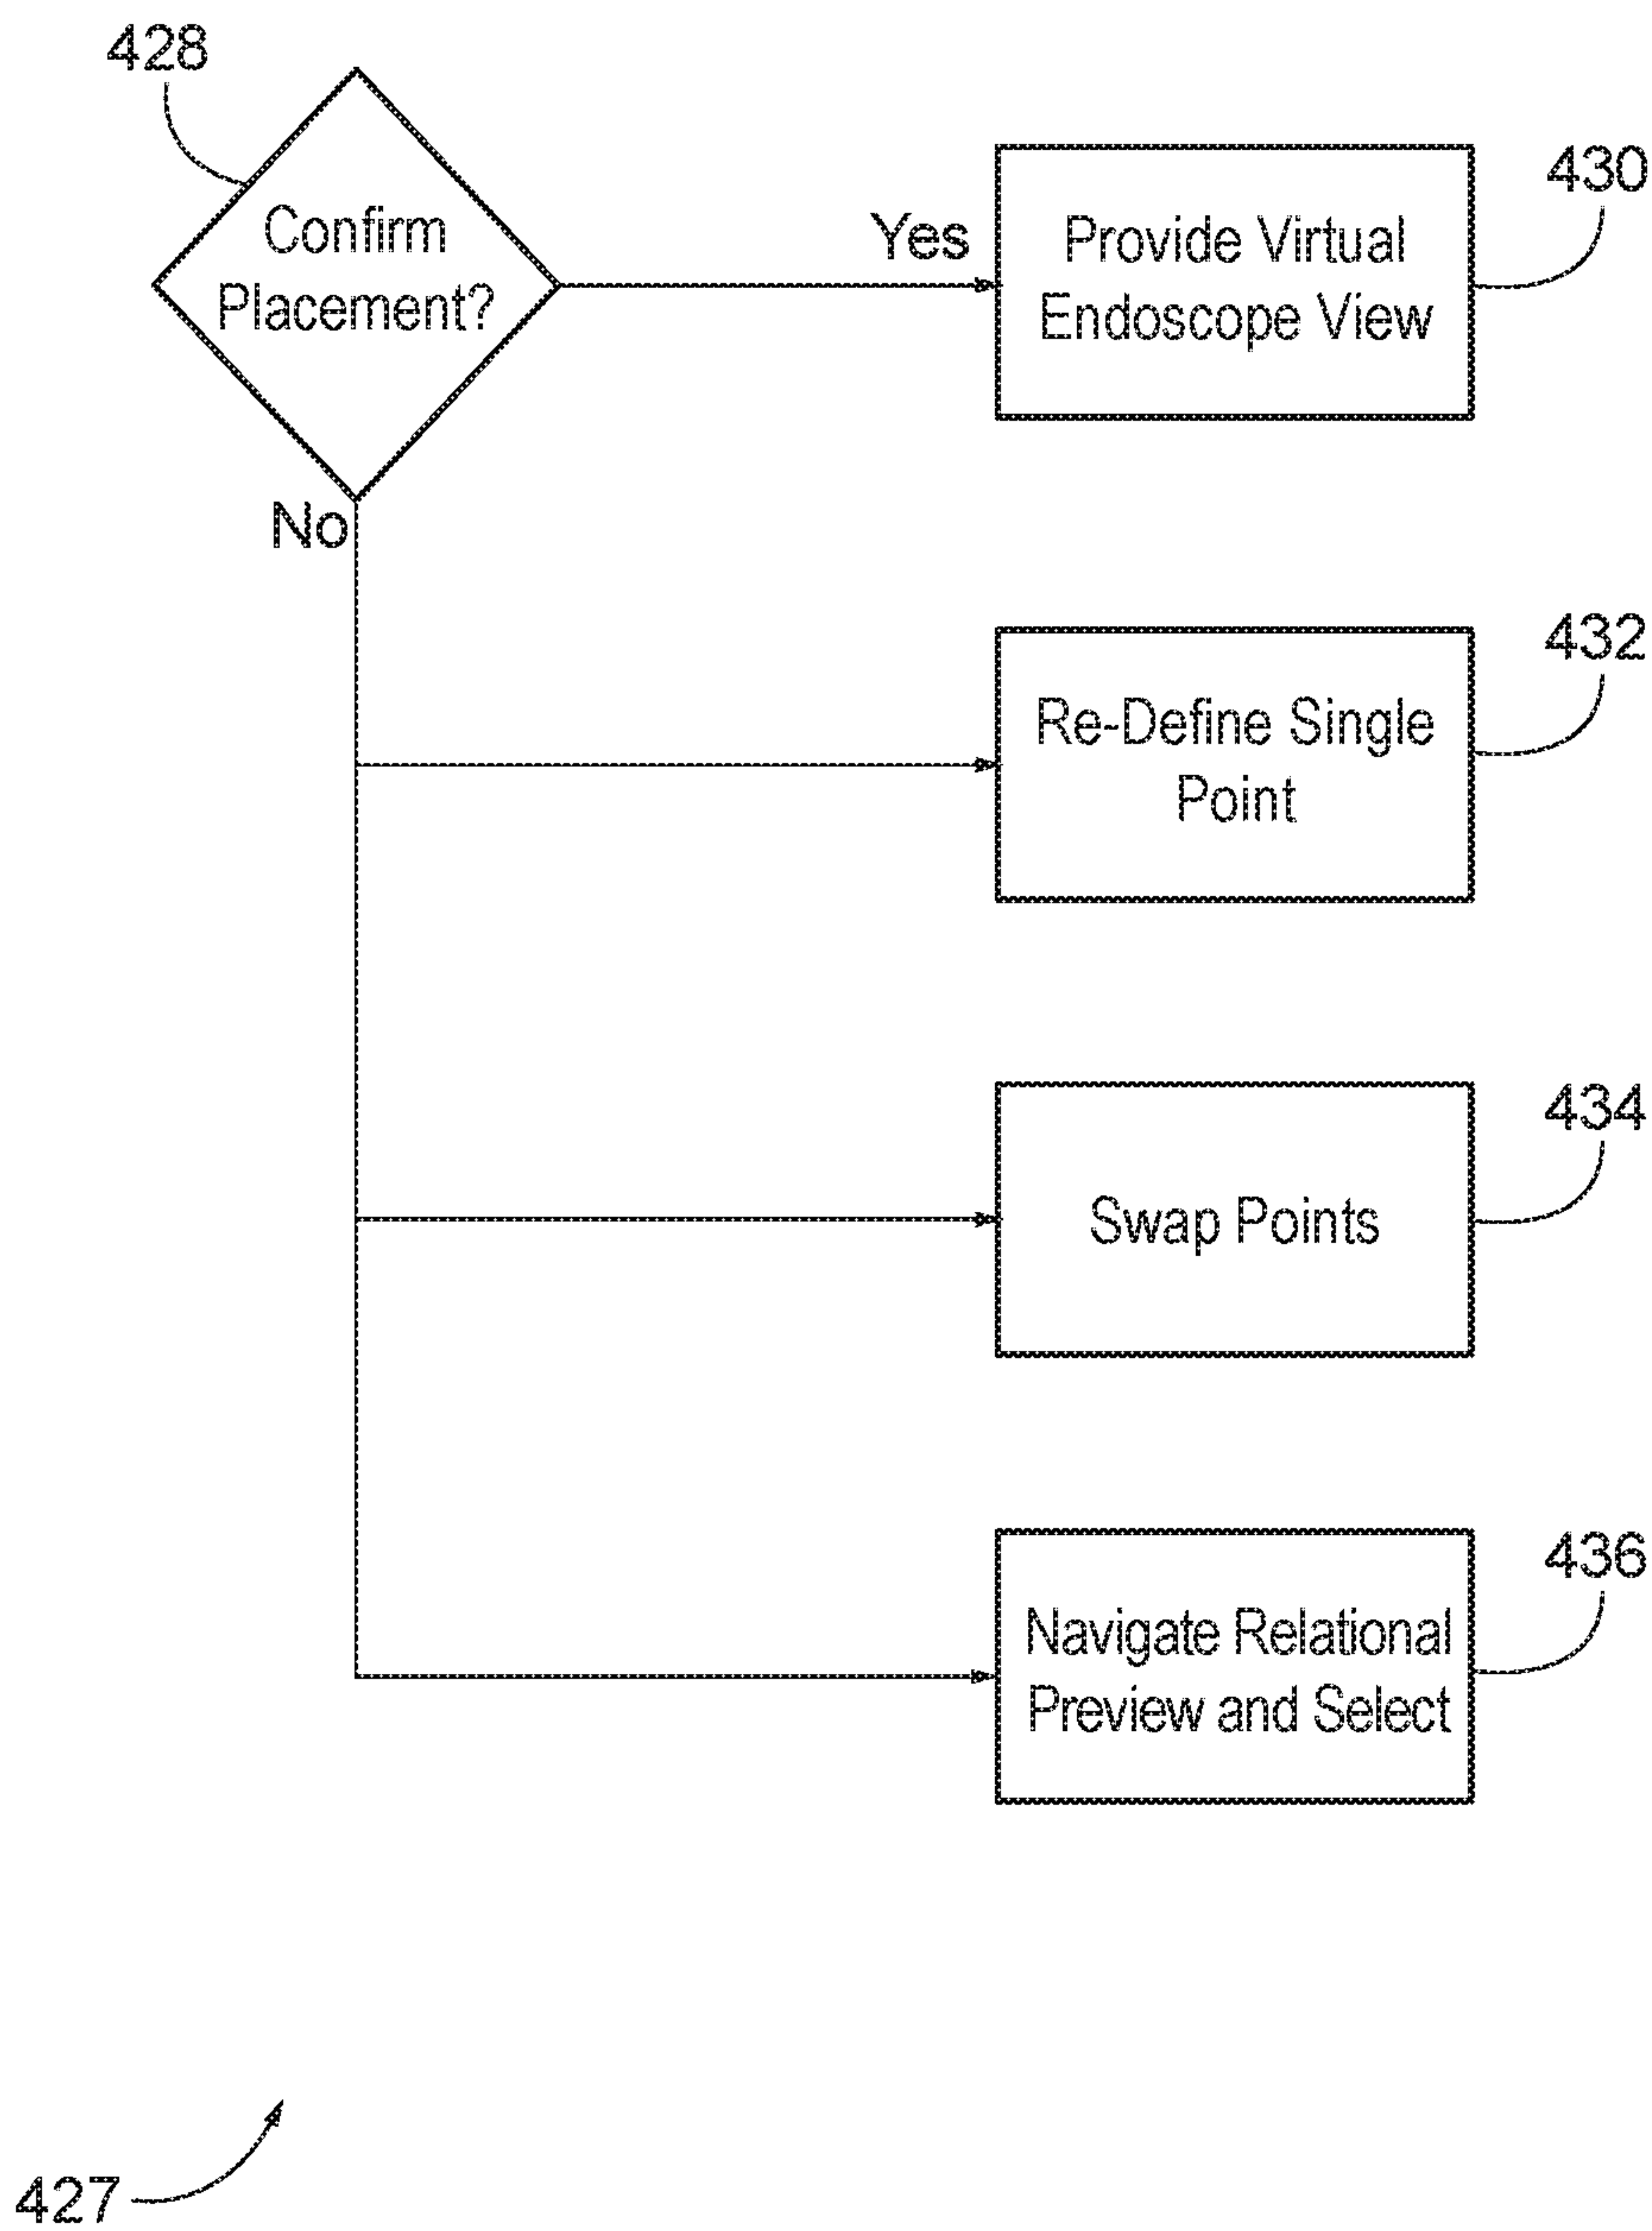 428
Confirm
Placement?
Yes
Provide Virtual
Endoscope View
430
No
Re-Define Single
Point
432
Swap Points
434
Navigate Relational
Preview and Select
436
427